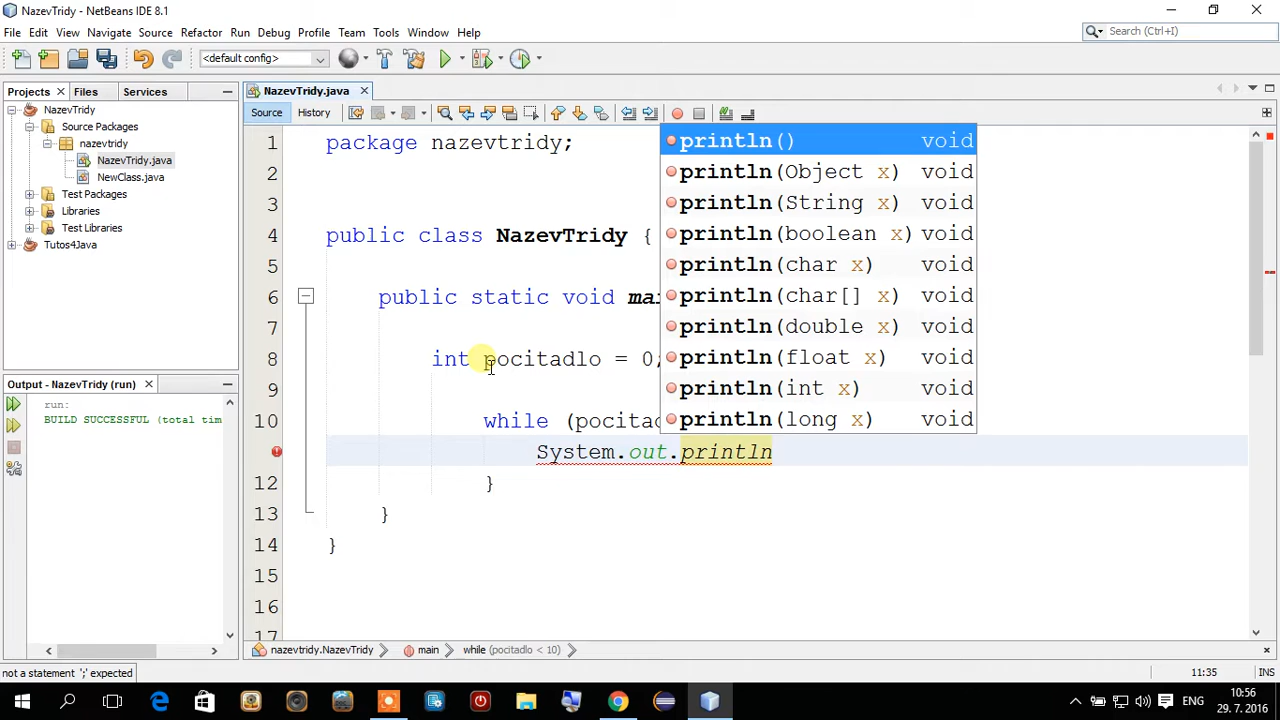 NazevTridy - NetBeans IDE 8.1
File Edit View Navigate Source Refactor Run Debug Profile Team Tools Window Help
Search (Ctrl+I)
<default config>
Projects Files Services
NazevTridy
Source Packages
nazevtridy
NazevTridy.java
NewClass.java
Test Packages
Libraries
Test Libraries
Tutos4Java
Output - NazevTridy (run)
run:
BUILD SUCCESSFUL (total tim
NazevTridy.java
Source History
1 package nazevtridy;
2
3
4 public class NazevTridy {
5
6 public static void mai
7
8 int pocitadlo = 0;
9
10 while (pocitad
System.out.println
12 }
13 }
14 }
15
16
17
println() void
println(Object x) void
println(String x) void
println(boolean x) void
println(char x) void
println(char[] x) void
println(double x) void
println(float x) void
println(int x) void
println(long x) void
nazevtridy.NazevTridy main while (pocitadlo < 10)
not a statement ';' expected
11:35 INS
ENG
10:56
29. 7. 2016